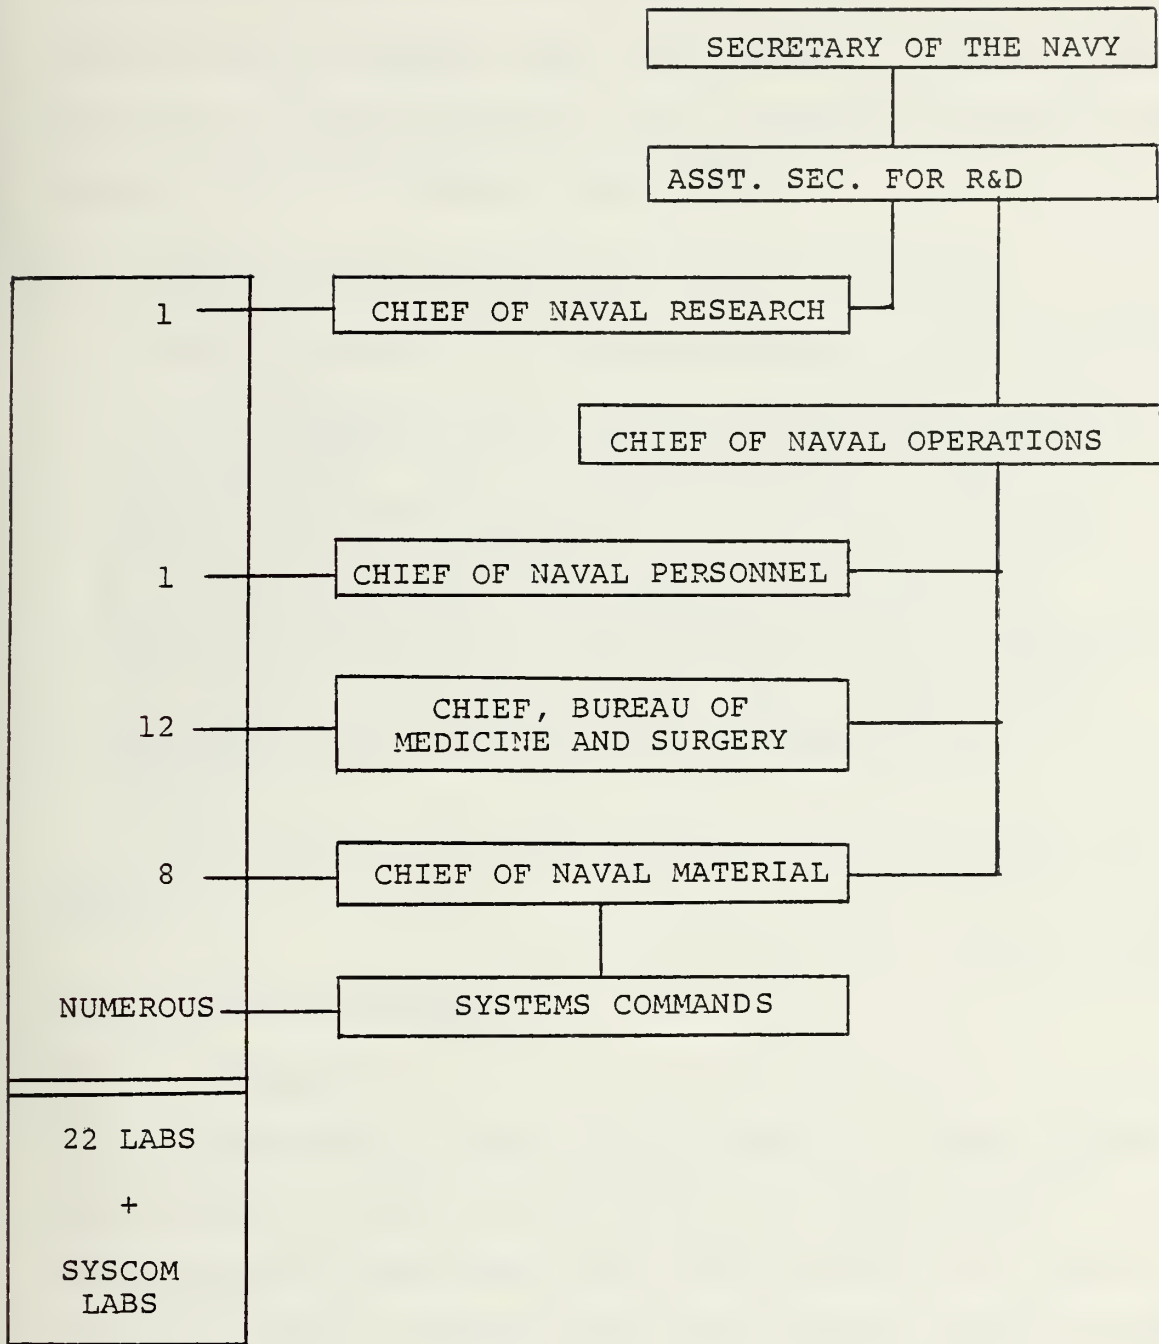 SECRETARY OF THE NAVY
ASST. SEC. FOR R&D
1
CHIEF OF NAVAL RESEARCH
CHIEF OF NAVAL OPERATIONS
1
CHIEF OF NAVAL PERSONNEL
12
CHIEF, BUREAU OF
MEDICINE AND SURGERY
8
CHIEF OF NAVAL MATERIAL
NUMEROUS
SYSTEMS COMMANDS
22 LABS
+
SYSCOM
LABS